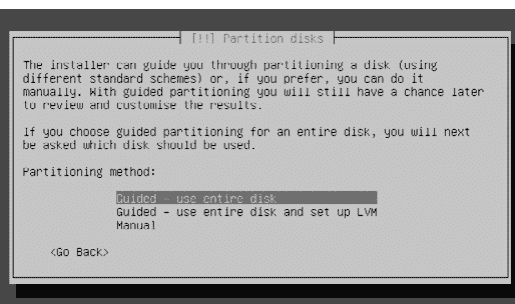 [!!] Partition disks
The installer can guide you through partitioning a disk (using
different standard schemes) or, if you prefer, you can do it
manually. With guided partitioning you will still have a chance later
to review and customise the results.
If you choose guided partitioning for an entire disk, you will next
be asked which disk should be used.
Partitioning method:
Guided - use entire disk
Guided - use entire disk and set up LVM
Manual
<Go Back>